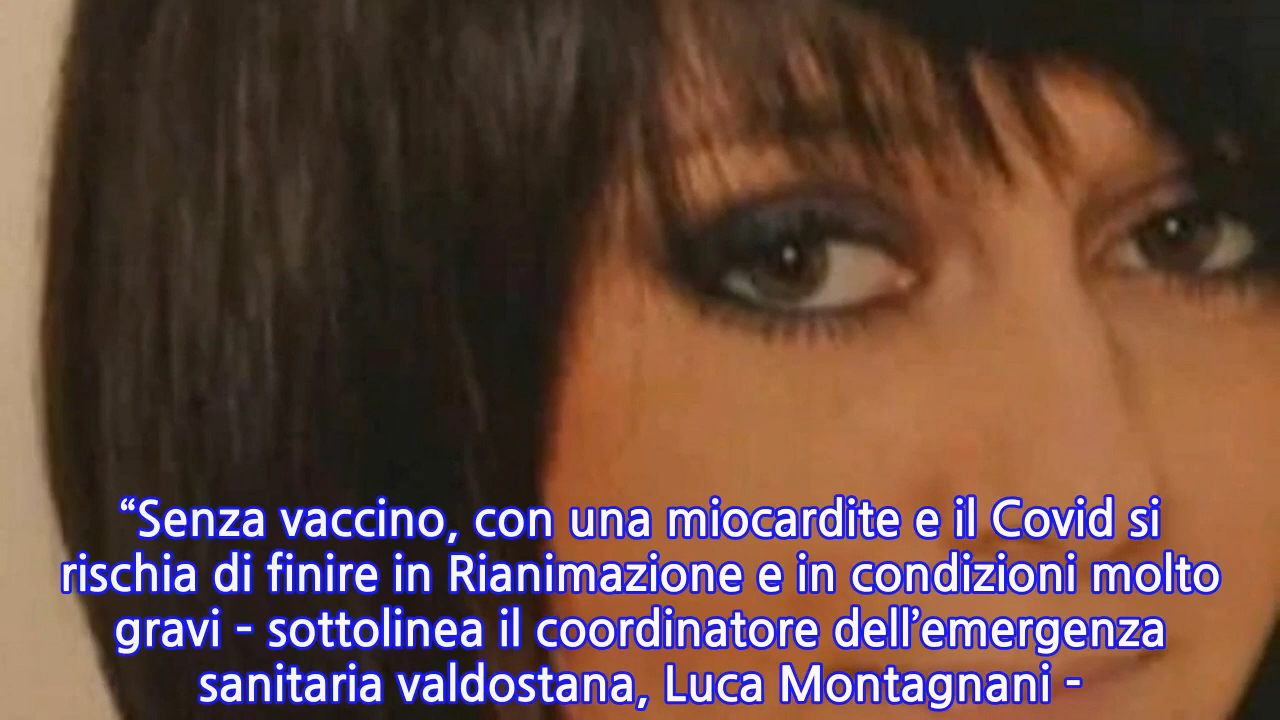 “Senza vaccino, con una miocardite e il Covid si
rischia di finire in Rianimazione e in condizioni molto
gravi - sottolinea il coordinatore dell’emergenza
sanitaria valdostana, Luca Montagnani -